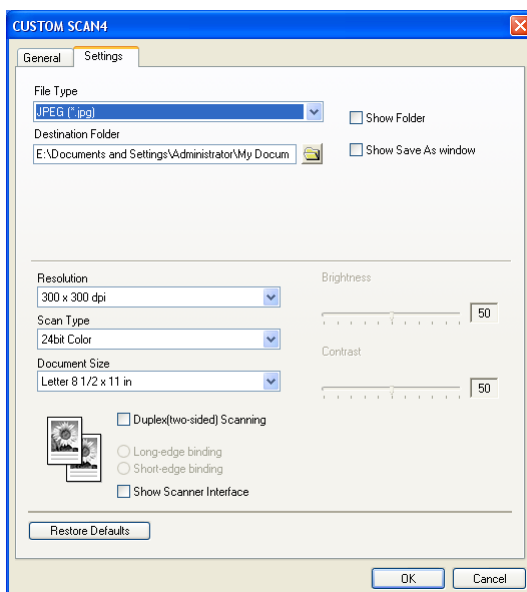 CUSTOM SCAN4
General
Settings
File Type
JPEG (*.jpg)
Show Folder
Destination Folder
E:\Documents and Settings\Administrator\My Docum
Show Save As window
Resolution
300 x 300 dpi
Scan Type
24bit Color
Document Size
Letter 8 1/2 x 11 in
Brightness
50
Contrast
50
Duplex(two-sided) Scanning
Long-edge binding
Short-edge binding
Show Scanner Interface
Restore Defaults
OK
Cancel